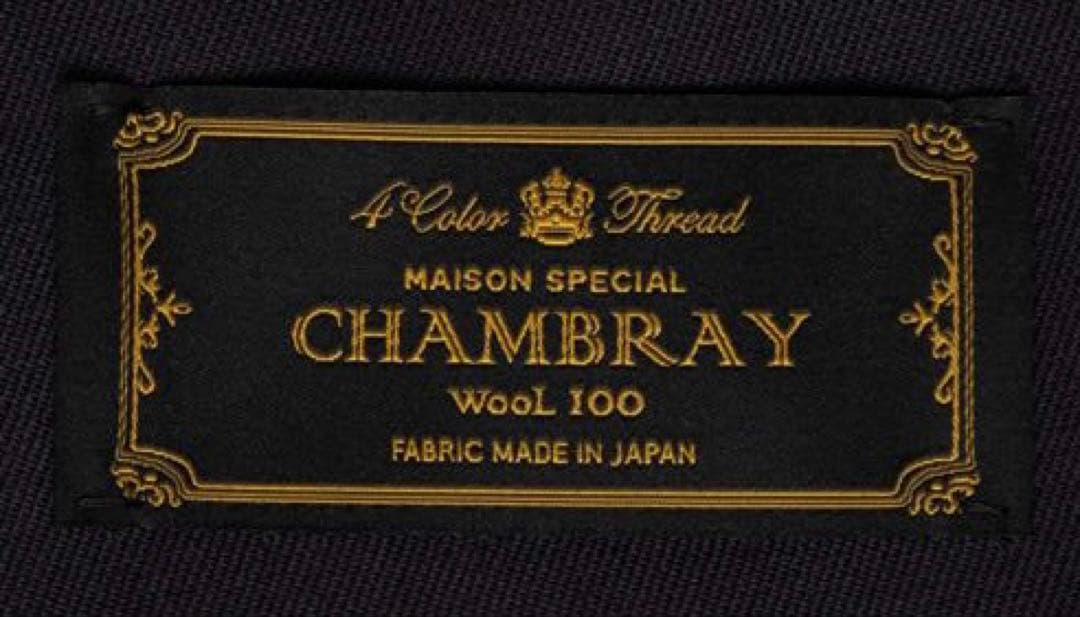 4 Color Thread
MAISON SPECIAL
CHAMBRAY
WOOL 100
FABRIC MADE IN JAPAN